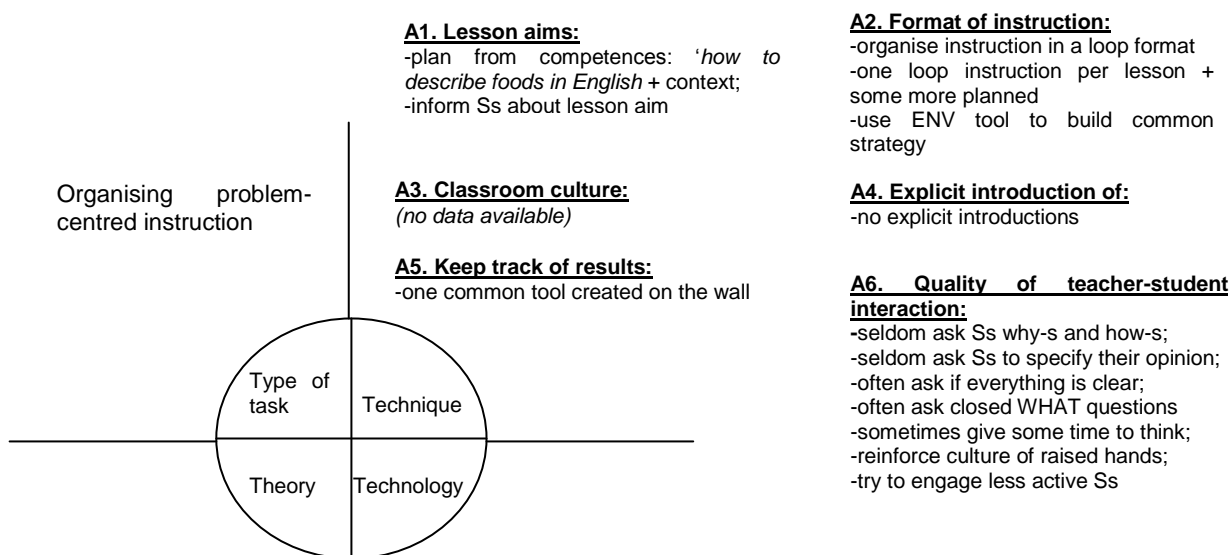 Organising problem-
centred instruction
A1. Lesson aims:
-plan from competences: 'how to
describe foods in English + context;
-inform Ss about lesson aim
A3. Classroom culture:
(no data available)
A5. Keep track of results:
-one common tool created on the wall
A2. Format of instruction:
-organise instruction in a loop format
-one loop instruction per lesson +
some more planned
-use ENV tool to build common
strategy
A4. Explicit introduction of:
-no explicit introductions
A6. Quality of teacher-student
interaction:
-seldom ask Ss why-s and how-s;
-seldom ask Ss to specify their opinion;
-often ask if everything is clear;
-often ask closed WHAT questions
-sometimes give some time to think;
-reinforce culture of raised hands;
-try to engage less active Ss
Type of
task
Technique
Theory
Technology